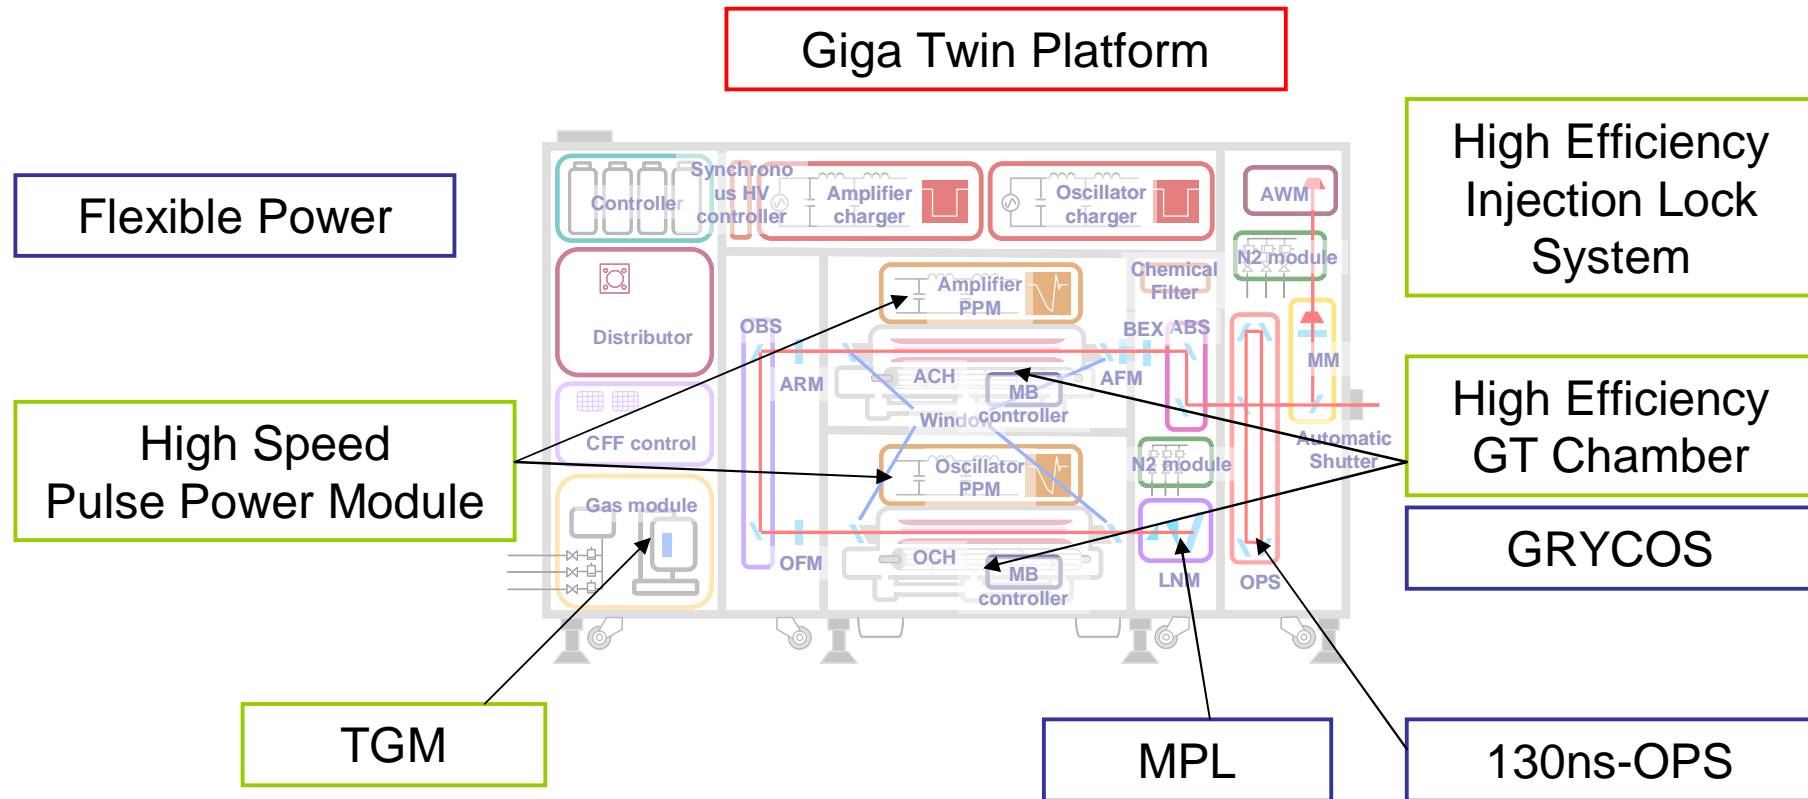 Giga Twin Platform
Flexible Power
High Efficiency
Injection Lock
System
Controller
Synchrono
us HV
controller
Amplifier
charger
Oscillator
charger
AWM
N2 module
Distributor
Amplifier
PPM
Chemical
Filter
OBS
BEX
ABS
ARM
ACH
AFM
MM
MB
controller
Window
High Speed
Pulse Power Module
CFF control
Automatic
Shutter
High Efficiency
GT Chamber
Oscillator
PPM
N2 module
Gas module
GRYCOS
OFM
OCH
MB
controller
LNM
OPS
TGM
MPL
130ns-OPS